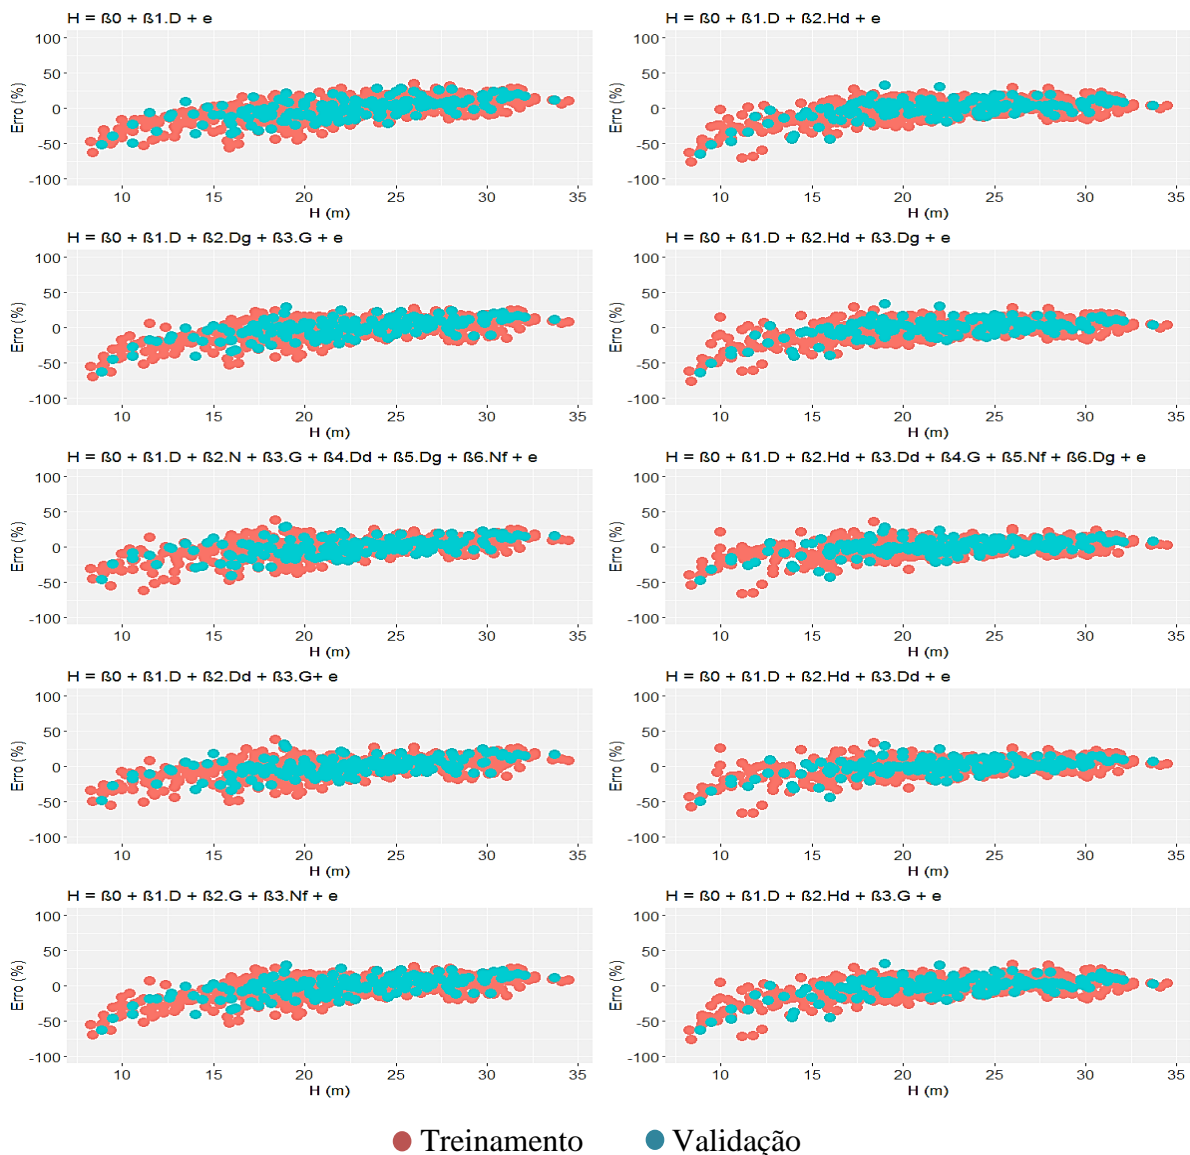 H = ß0 + ß1.D + e
100
50
0
-50
-100
Erro (%)
10 15 20 25 30 35
H (m)
H = ß0 + ß1.D + ß2.Hd + e
100
50
0
-50
-100
Erro (%)
10 15 20 25 30 35
H (m)
H = ß0 + ß1.D + ß2.Dg + ß3.G + e
100
50
0
-50
-100
Erro (%)
10 15 20 25 30 35
H (m)
H = ß0 + ß1.D + ß2.Hd + ß3.Dg + e
100
50
0
-50
-100
Erro (%)
10 15 20 25 30 35
H (m)
H = ß0 + ß1.D + ß2.N + ß3.G + ß4.Dd + ß5.Dg + ß6.Nf + e
100
50
0
-50
-100
Erro (%)
10 15 20 25 30 35
H (m)
H = ß0 + ß1.D + ß2.Hd + ß3.Dd + ß4.G + ß5.Nf + ß6.Dg + e
100
50
0
-50
-100
Erro (%)
10 15 20 25 30 35
H (m)
H = ß0 + ß1.D + ß2.Dd + ß3.G+ e
100
50
0
-50
-100
Erro (%)
10 15 20 25 30 35
H (m)
H = ß0 + ß1.D + ß2.Hd + ß3.Dd + e
100
50
0
-50
-100
Erro (%)
10 15 20 25 30 35
H (m)
H = ß0 + ß1.D + ß2.G + ß3.Nf + e
100
50
0
-50
-100
Erro (%)
10 15 20 25 30 35
H (m)
H = ß0 + ß1.D + ß2.Hd + ß3.G + e
100
50
0
-50
-100
Erro (%)
10 15 20 25 30 35
H (m)
Treinamento Validação